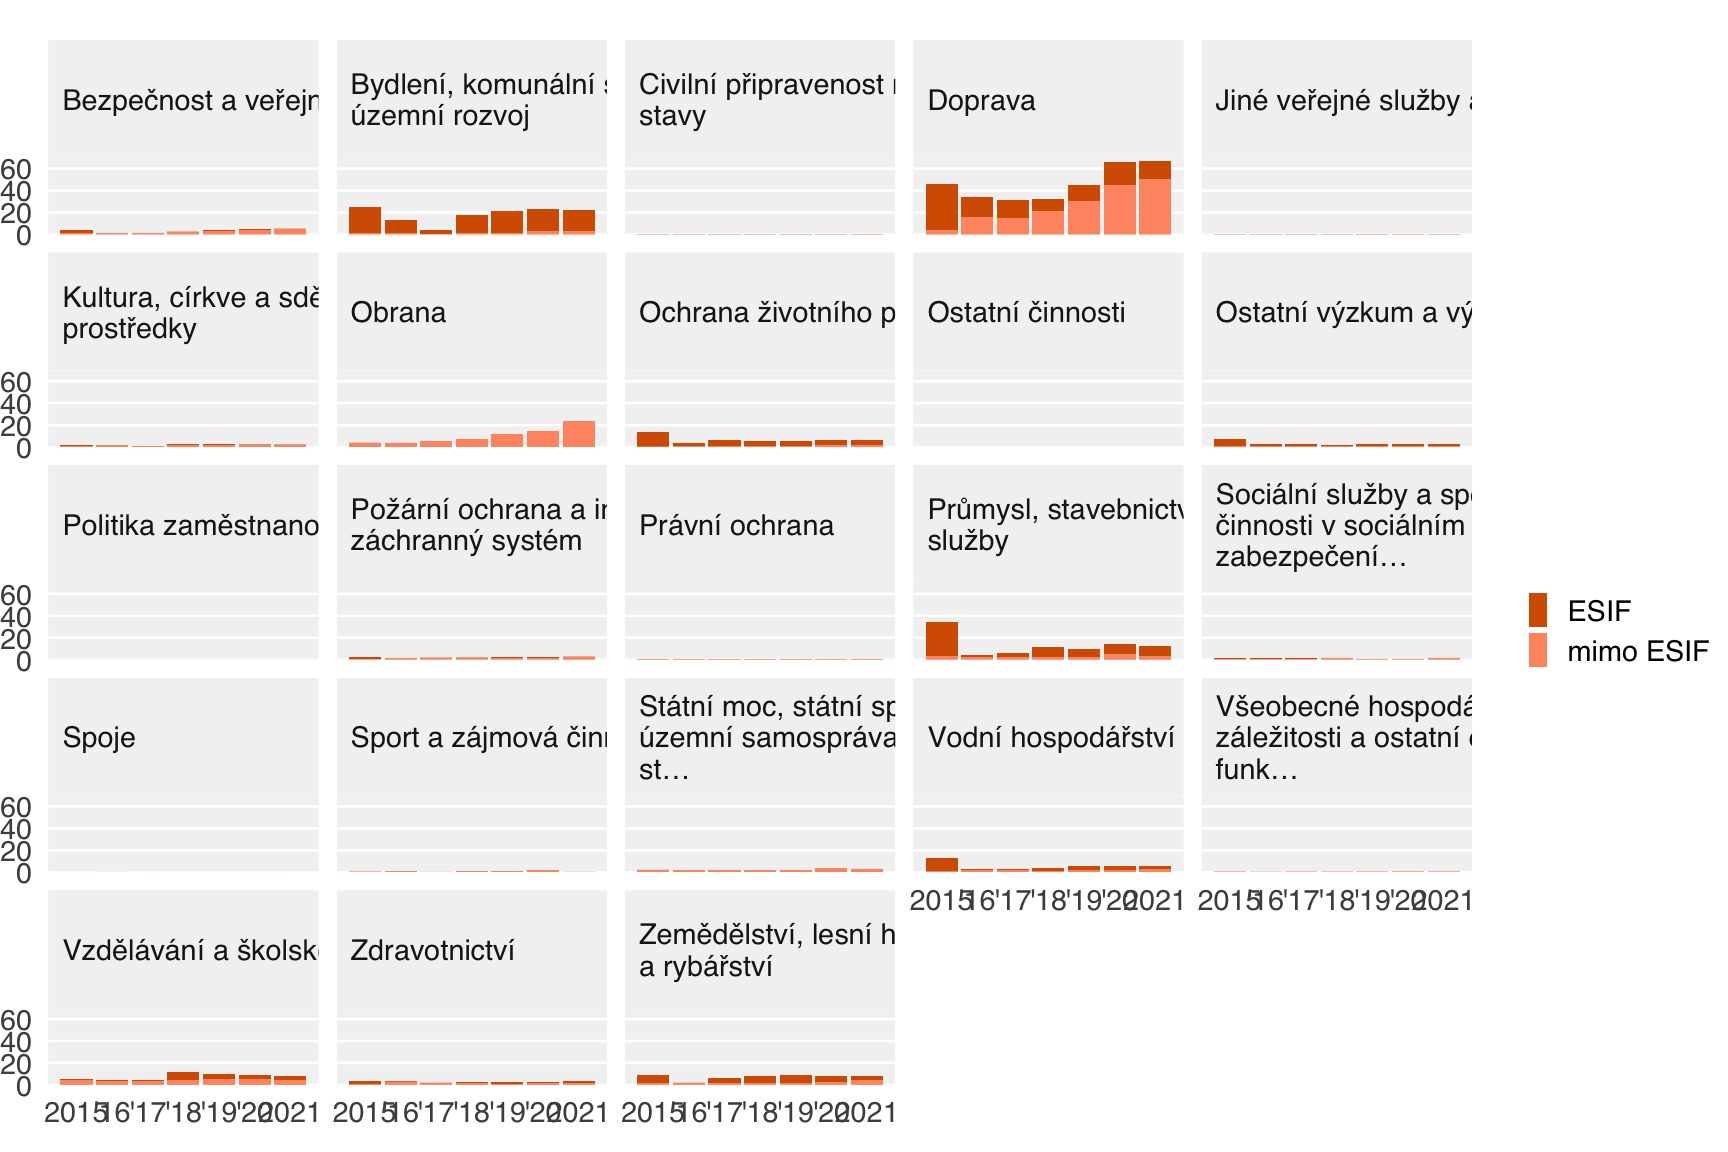 Bezpečnost a veřejn
Bydlení, komunální s
územní rozvoj
Civilní připravenost
stavy
Doprava
Jiné veřejné služby a
60
40
20
0
Kultura, církve a sdě
prostředky
Obrana
Ochrana životního p
Ostatní činnosti
Ostatní výzkum a vý
60
40
20
0
Politika zaměstnano
Požární ochrana a in
záchranný systém
Právní ochrana
Průmysl, stavebnictv
služby
Sociální služby a spo
činnosti v sociálním
zabezpečení…
60
40
20
0
ESIF
mimo ESIF
Spoje
Sport a zájmová činn
Státní moc, státní sp
územní samospráva
st…
Vodní hospodářství
Všeobecné hospodá
záležitosti a ostatní
funk…
60
40
20
0
2015 '16 '17 '18 '19 '20 2021
2015 '16 '17 '18 '19 '20 2021
Vzdělávání a školsk
Zdravotnictví
Zemědělství, lesní h
a rybářství
60
40
20
0
2015 '16 '17 '18 '19 '20 2021
2015 '16 '17 '18 '19 '20 2021
2015 '16 '17 '18 '19 '20 2021